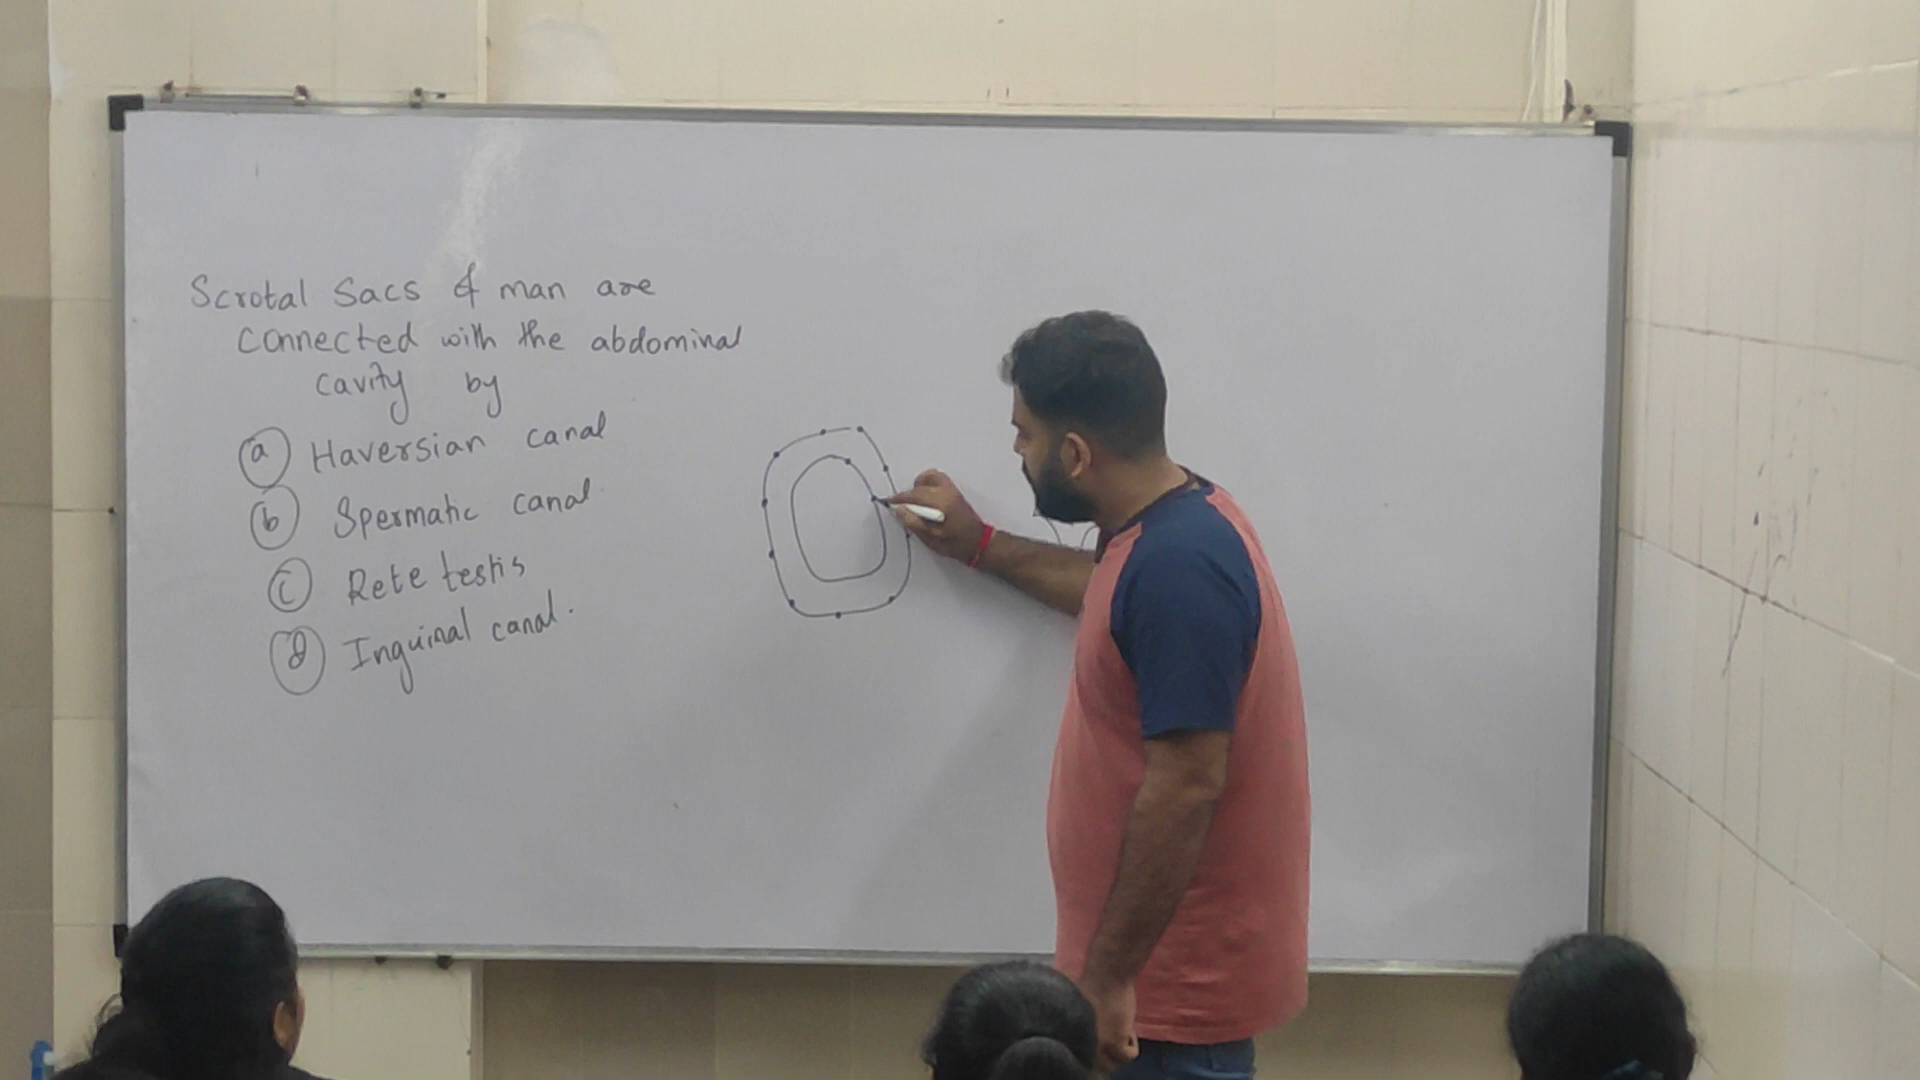 Scrotal Sacs of man are
connected with the abdominal
cavity by
(a) Haversian canal
(b) Spermatic canal.
(c) Rete testis
(d) Inguinal canal.